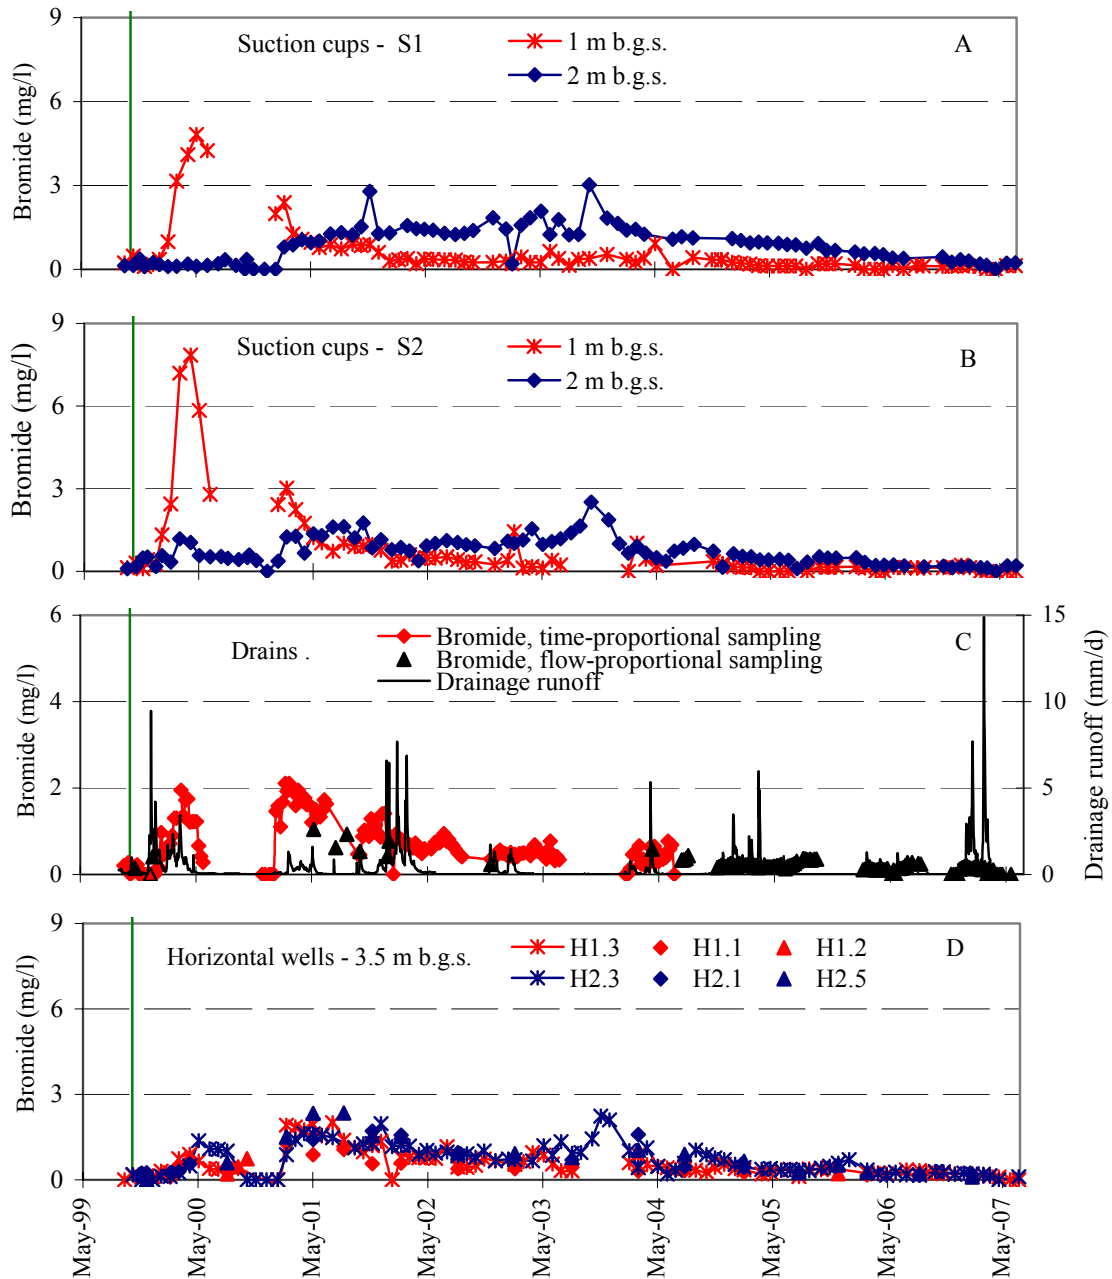 9
Suction cups - S1
1 m b.g.s.
A
2 m b.g.s.
6
Bromide (mg/l)
3
0
9
Suction cups - S2
1 m b.g.s.
B
2 m b.g.s.
6
Bromide (mg/l)
3
0
6
15
Drains .
Bromide, time-proportional sampling
C
Bromide, flow-proportional sampling
Drainage runoff
4
10
Bromide (mg/l)
Drainage runoff (mm/d)
2
5
0
0
9
Horizontal wells - 3.5 m b.g.s.
H1.3
H1.1
H1.2
D
H2.3
H2.1
H2.5
6
Bromide (mg/l)
3
0
May-99
May-00
May-01
May-02
May-03
May-04
May-05
May-06
May-07